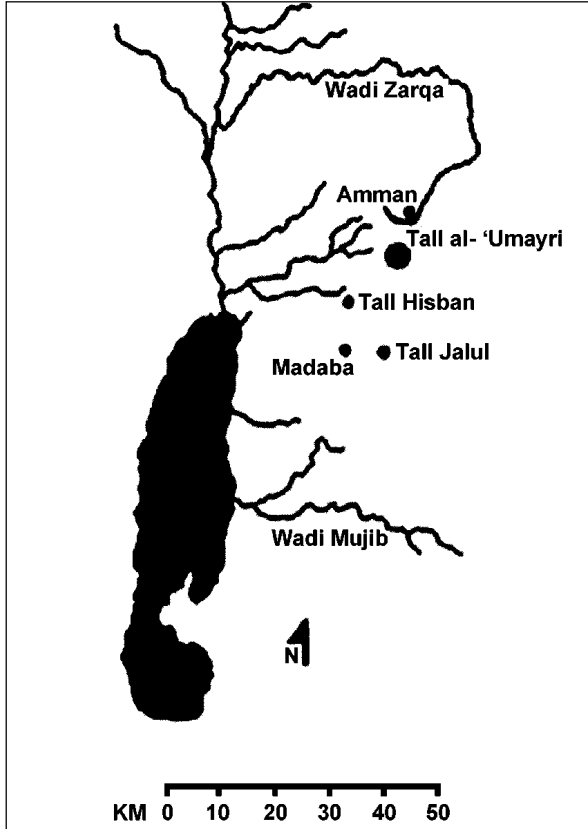 Wadi Zarqa
Amman
Tall al- ‘Umayri
Tall Hisban
Madaba
Tall Jalul
Wadi Mujib
N
KM 0 10 20 30 40 50